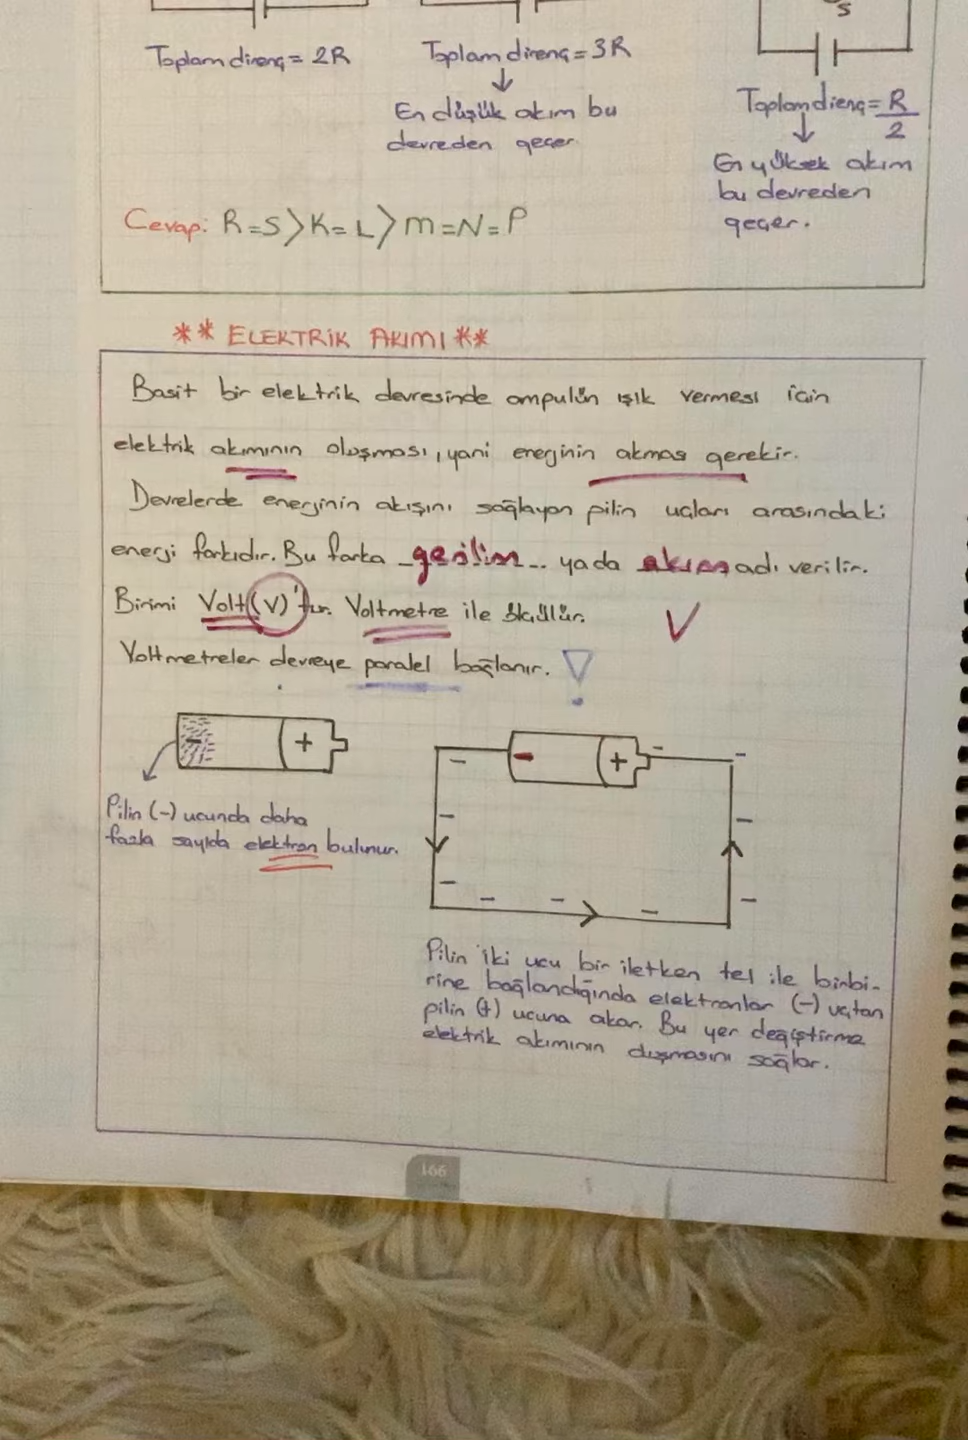 S
Toplam direnç = 2R
Toplam direnç = 3R
En düşük akım bu
devreden geçer
Toplamdienç = R/2
En yüksek akım
bu devreden
geçer.
Cevap: R=S>K=L>M=N=P
** ELEKTRİK AKIMI **
Basit bir elektrik devresinde ampulün ışık vermesi için
elektrik akımının oluşması, yani enerjinin akması gerekir.
Devrelerde enerjinin akışını sağlayan pilin uçları arasındaki
enerji farkıdır. Bu farka gerilim ya da akım adı verilir.
Birimi Volt (V)'tur. Voltmetre ile ölçülür. V
Voltmetreler devreye paralel bağlanır. !
- +
Pilin (-) ucunda daha
fazla sayıda elektron bulunur.
- +
Pilin iki ucu bir iletken tel ile birbi-
rine bağlandığında elektronlar (-) uçtan
pilin (+) ucuna akar. Bu yer değiştirme
elektrik akımının oluşmasını sağlar.
166